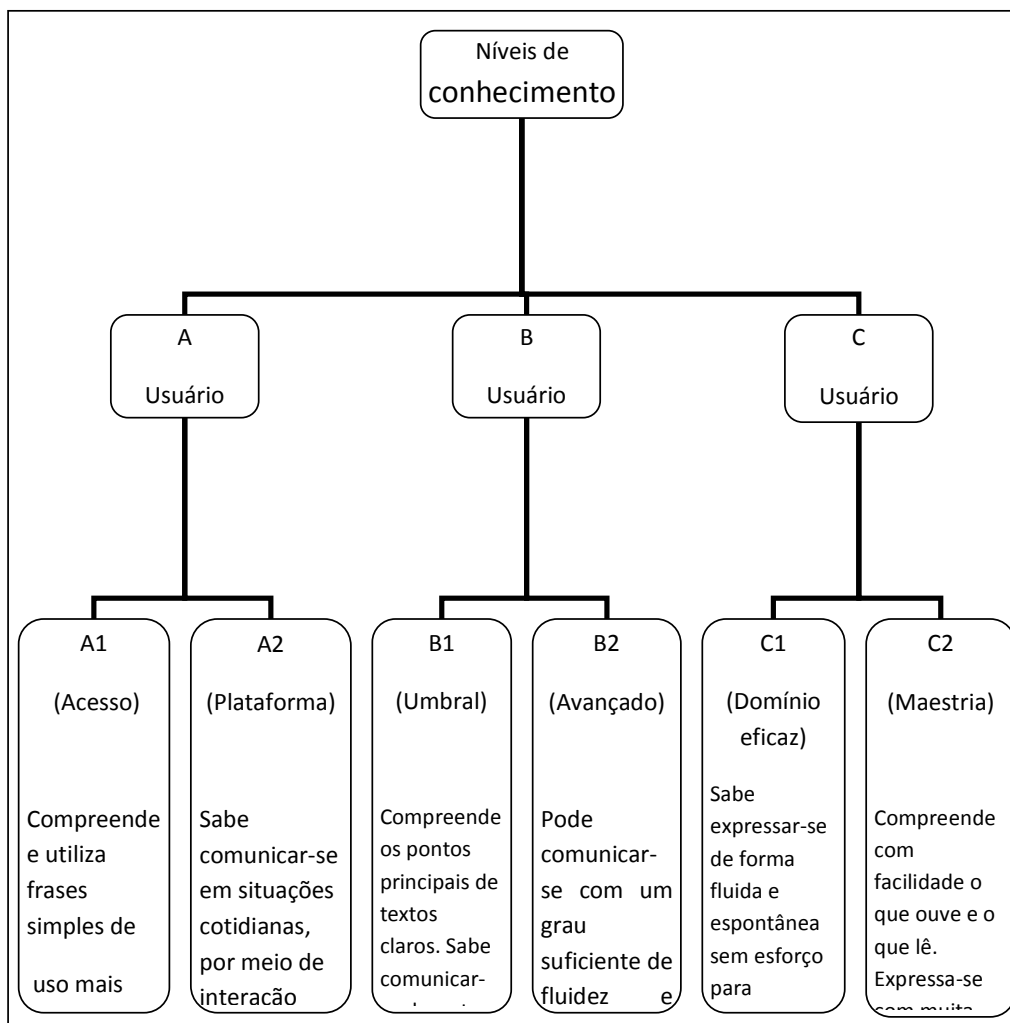 Níveis de
conhecimento
A
Usuário
B
Usuário
C
Usuário
A1
(Acesso)
Compreende
e utiliza
frases
simples de
uso mais
A2
(Plataforma)
Sabe
comunicar-se
em situações
cotidianas,
por meio de
interação
B1
(Umbral)
Compreende
os pontos
principais de
textos
claros. Sabe
comunicar-
B2
(Avançado)
Pode
comunicar-
se com um
grau
suficiente de
fluidez e
C1
(Domínio
eficaz)
Sabe
expressar-se
de forma
fluida e
espontânea
sem esforço
para
C2
(Maestria)
Compreende
com
facilidade o
que ouve e o
que lê.
Expressa-se
com muita